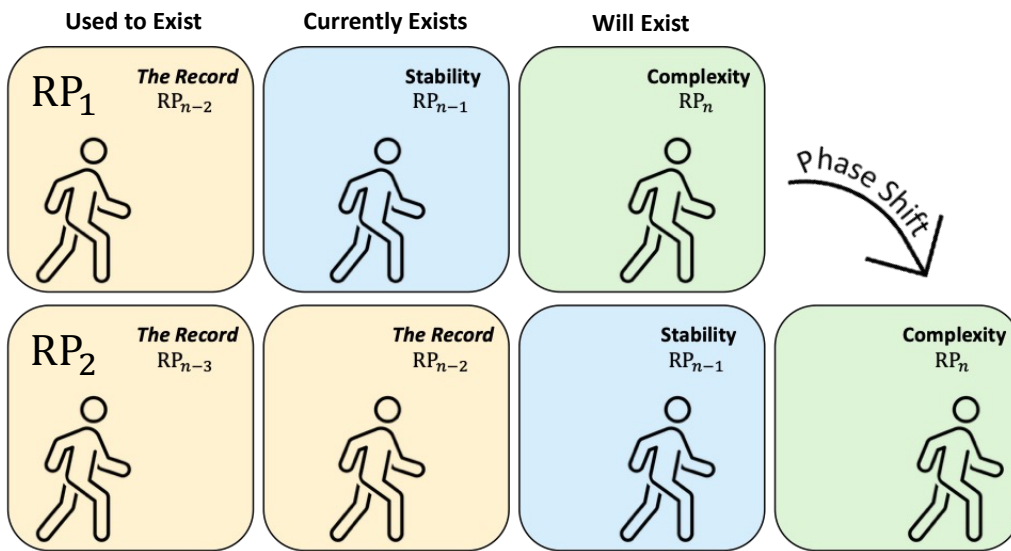 Used to Exist
Currently Exists
Will Exist
RP₁
The Record
RPₙ₋₂
Stability
RPₙ₋₁
Complexity
RPₙ
Phase Shift
RP₂
The Record
RPₙ₋₃
The Record
RPₙ₋₂
Stability
RPₙ₋₁
Complexity
RPₙ